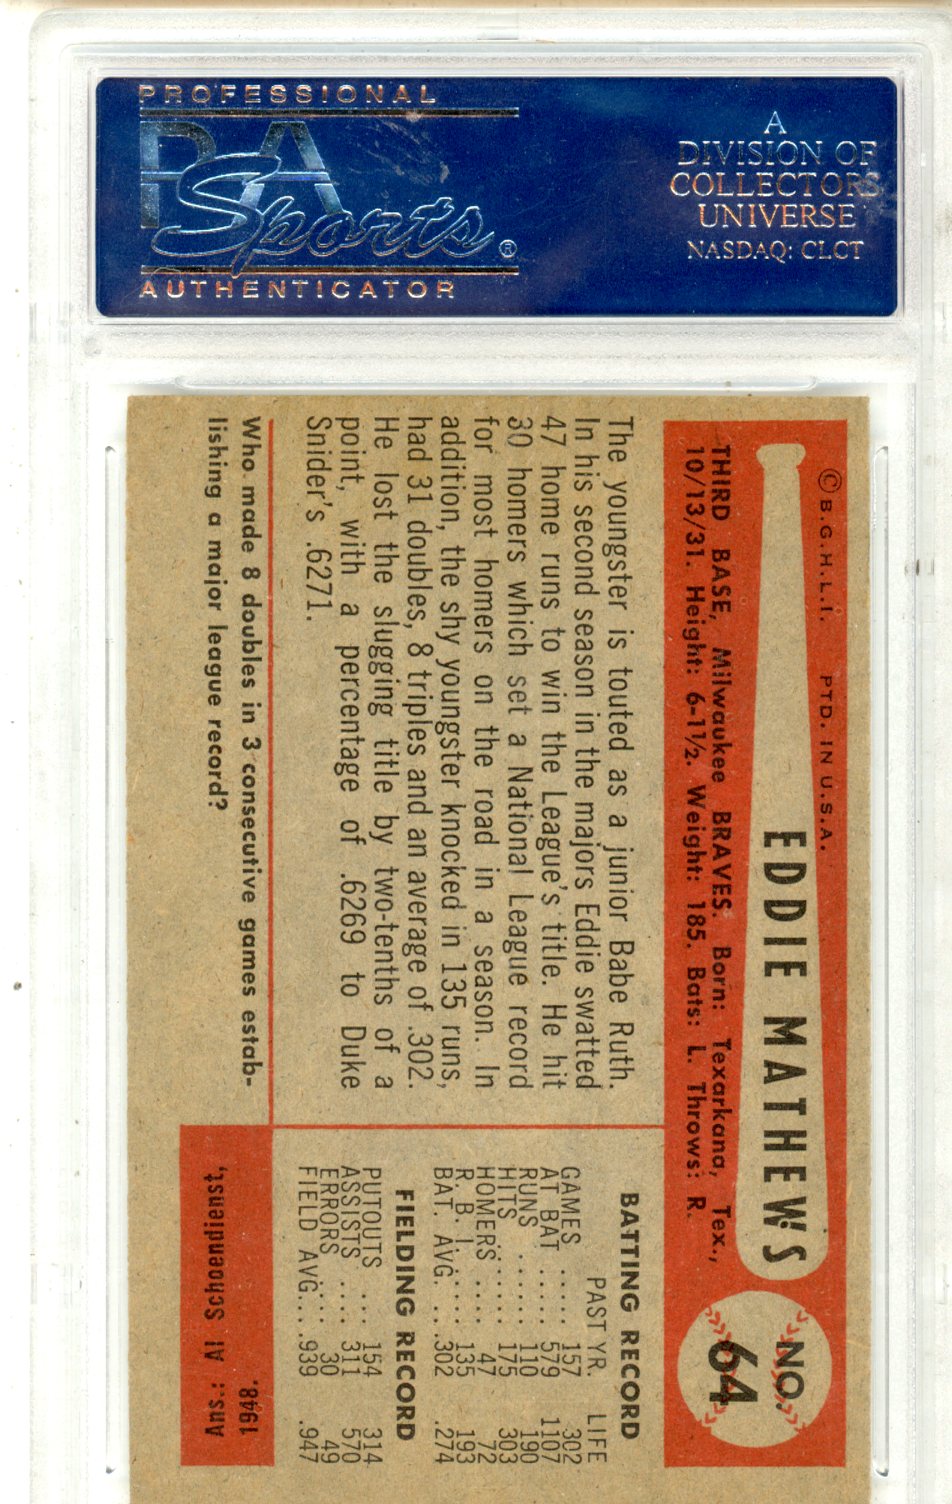 PROFESSIONAL
PSA
Sports®
AUTHENTICATOR
A
DIVISION OF
COLLECTORS
UNIVERSE
NASDAQ: CLCT
© B.G.H.L.I. PTD. IN U.S.A.
EDDIE MATHEWS
NO.
64
THIRD BASE, Milwaukee BRAVES. Born: Texarkana, Tex.,
10/13/31. Height: 6-1½. Weight: 185. Bats: L. Throws: R.
The youngster is touted as a junior Babe Ruth.
In his second season in the majors Eddie swatted
47 home runs to win the League's title. He hit
30 homers which set a National League record
for most homers on the road in a season. In
addition, the shy youngster knocked in 135 runs,
had 31 doubles, 8 triples and an average of .302.
He lost the slugging title by two-tenths of a
point, with a percentage of .6269 to Duke
Snider's .6271.
BATTING RECORD
PAST YR. LIFE
GAMES ..... 157 302
AT BAT ..... 579 1107
RUNS ...... 110 190
HITS ...... 175 303
HOMERS ..... 47 72
R. B. I. .... 135 193
BAT. AVG. .. .302 .274
FIELDING RECORD
PUTOUTS ... 154 314
ASSISTS .... 311 570
ERRORS .... 30 49
FIELD AVG... .939 .947
Who made 8 doubles in 3 consecutive games estab-
lishing a major league record?
Ans.: Al Schoendienst,
1948.